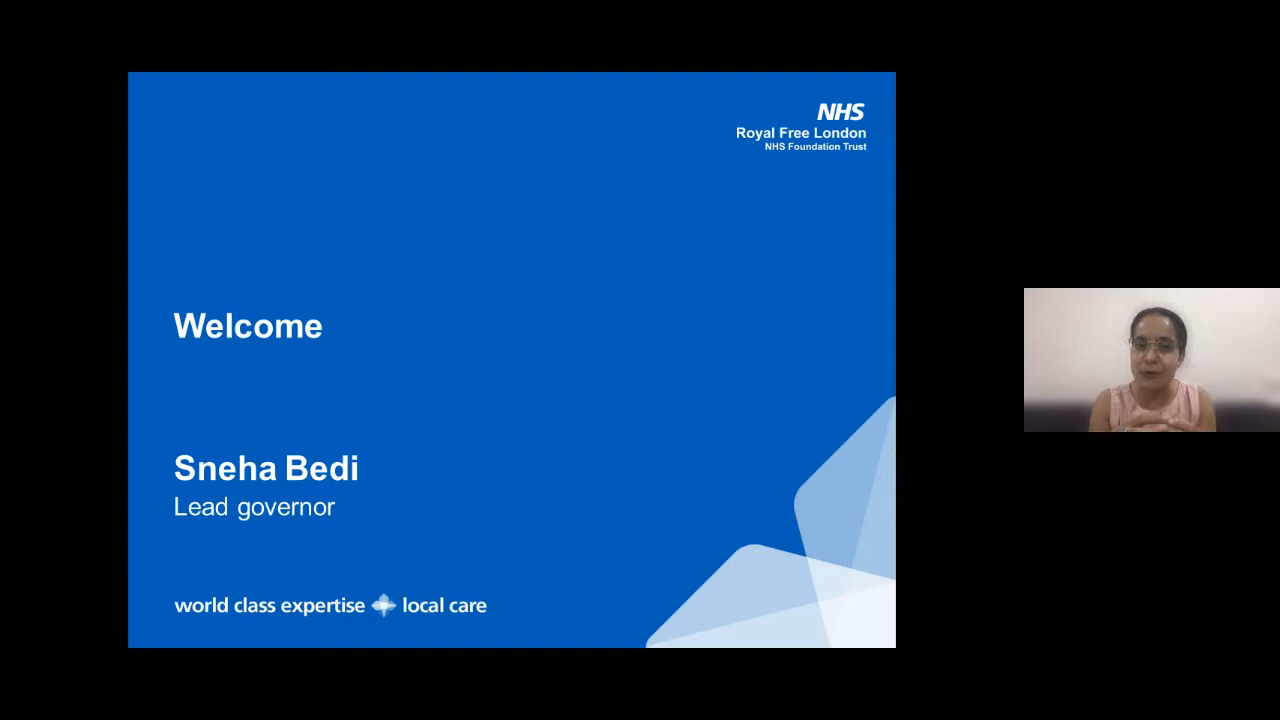 NHS
Royal Free London
NHS Foundation Trust
Welcome
Sneha Bedi
Lead governor
world class expertise local care